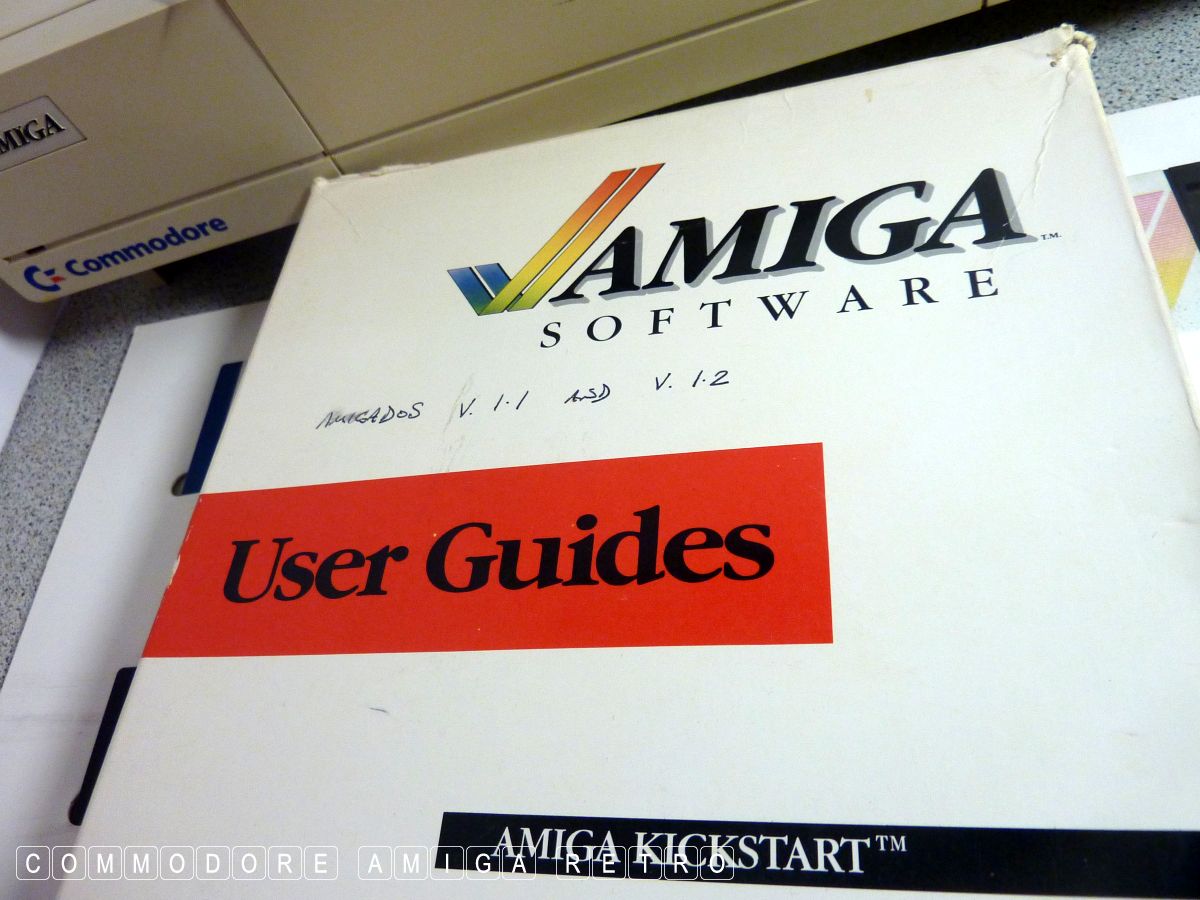 AMIGA
Commodore
AMIGA T.M.
SOFTWARE
AMIGADOS V. 1.1 AND V. 1.2
User Guides
AMIGA KICKSTART™
COMMODORE AMIGA RETRO